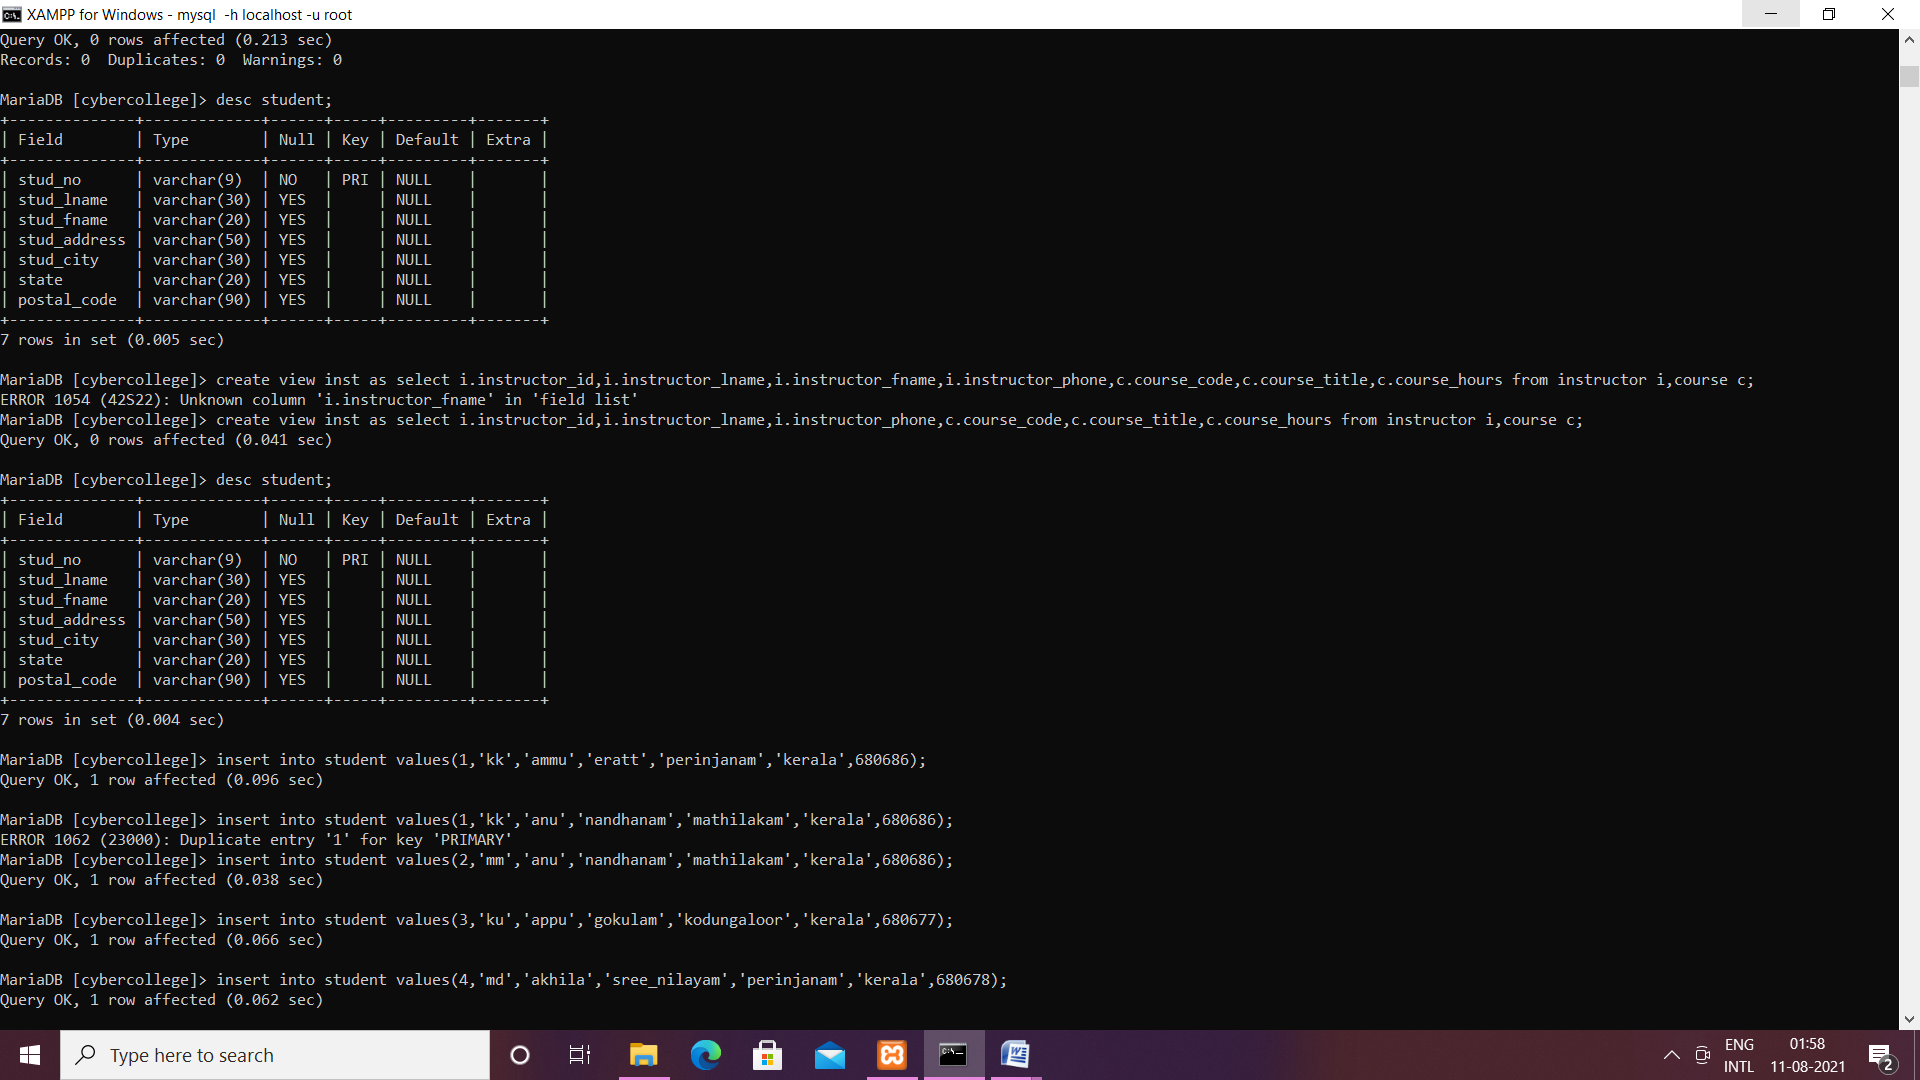 XAMPP for Windows - mysql  -h localhost -u root
Query OK, 0 rows affected (0.213 sec)
Records: 0  Duplicates: 0  Warnings: 0
MariaDB [cybercollege]> desc student;
+--------------+-------------+------+-----+---------+-------+
| Field        | Type        | Null | Key | Default | Extra |
+--------------+-------------+------+-----+---------+-------+
| stud_no      | varchar(9)  | NO   | PRI | NULL    |       |
| stud_lname   | varchar(30) | YES  |     | NULL    |       |
| stud_fname   | varchar(20) | YES  |     | NULL    |       |
| stud_address | varchar(50) | YES  |     | NULL    |       |
| stud_city    | varchar(30) | YES  |     | NULL    |       |
| state        | varchar(20) | YES  |     | NULL    |       |
| postal_code  | varchar(90) | YES  |     | NULL    |       |
+--------------+-------------+------+-----+---------+-------+
7 rows in set (0.005 sec)
MariaDB [cybercollege]> create view inst as select i.instructor_id,i.instructor_lname,i.instructor_fname,i.instructor_phone,c.course_code,c.course_title,c.course_hours from instructor i,course c;
ERROR 1054 (42S22): Unknown column 'i.instructor_fname' in 'field list'
MariaDB [cybercollege]> create view inst as select i.instructor_id,i.instructor_lname,i.instructor_phone,c.course_code,c.course_title,c.course_hours from instructor i,course c;
Query OK, 0 rows affected (0.041 sec)
MariaDB [cybercollege]> desc student;
+--------------+-------------+------+-----+---------+-------+
| Field        | Type        | Null | Key | Default | Extra |
+--------------+-------------+------+-----+---------+-------+
| stud_no      | varchar(9)  | NO   | PRI | NULL    |       |
| stud_lname   | varchar(30) | YES  |     | NULL    |       |
| stud_fname   | varchar(20) | YES  |     | NULL    |       |
| stud_address | varchar(50) | YES  |     | NULL    |       |
| stud_city    | varchar(30) | YES  |     | NULL    |       |
| state        | varchar(20) | YES  |     | NULL    |       |
| postal_code  | varchar(90) | YES  |     | NULL    |       |
+--------------+-------------+------+-----+---------+-------+
7 rows in set (0.004 sec)
MariaDB [cybercollege]> insert into student values(1,'kk','ammu','eratt','perinjanam','kerala',680686);
Query OK, 1 row affected (0.096 sec)
MariaDB [cybercollege]> insert into student values(1,'kk','anu','nandhanam','mathilakam','kerala',680686);
ERROR 1062 (23000): Duplicate entry '1' for key 'PRIMARY'
MariaDB [cybercollege]> insert into student values(2,'mm','anu','nandhanam','mathilakam','kerala',680686);
Query OK, 1 row affected (0.038 sec)
MariaDB [cybercollege]> insert into student values(3,'ku','appu','gokulam','kodungaloor','kerala',680677);
Query OK, 1 row affected (0.066 sec)
MariaDB [cybercollege]> insert into student values(4,'md','akhila','sree_nilayam','perinjanam','kerala',680678);
Query OK, 1 row affected (0.062 sec)
Type here to search
ENG
INTL
01:58
11-08-2021
2